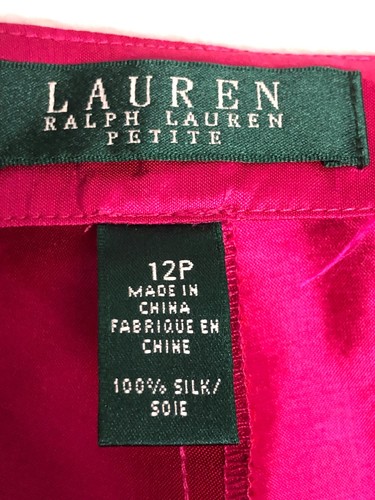 LAUREN
RALPH LAUREN
PETITE
12P
MADE IN
CHINA
FABRIQUE EN
CHINE
100% SILK/
SOIE